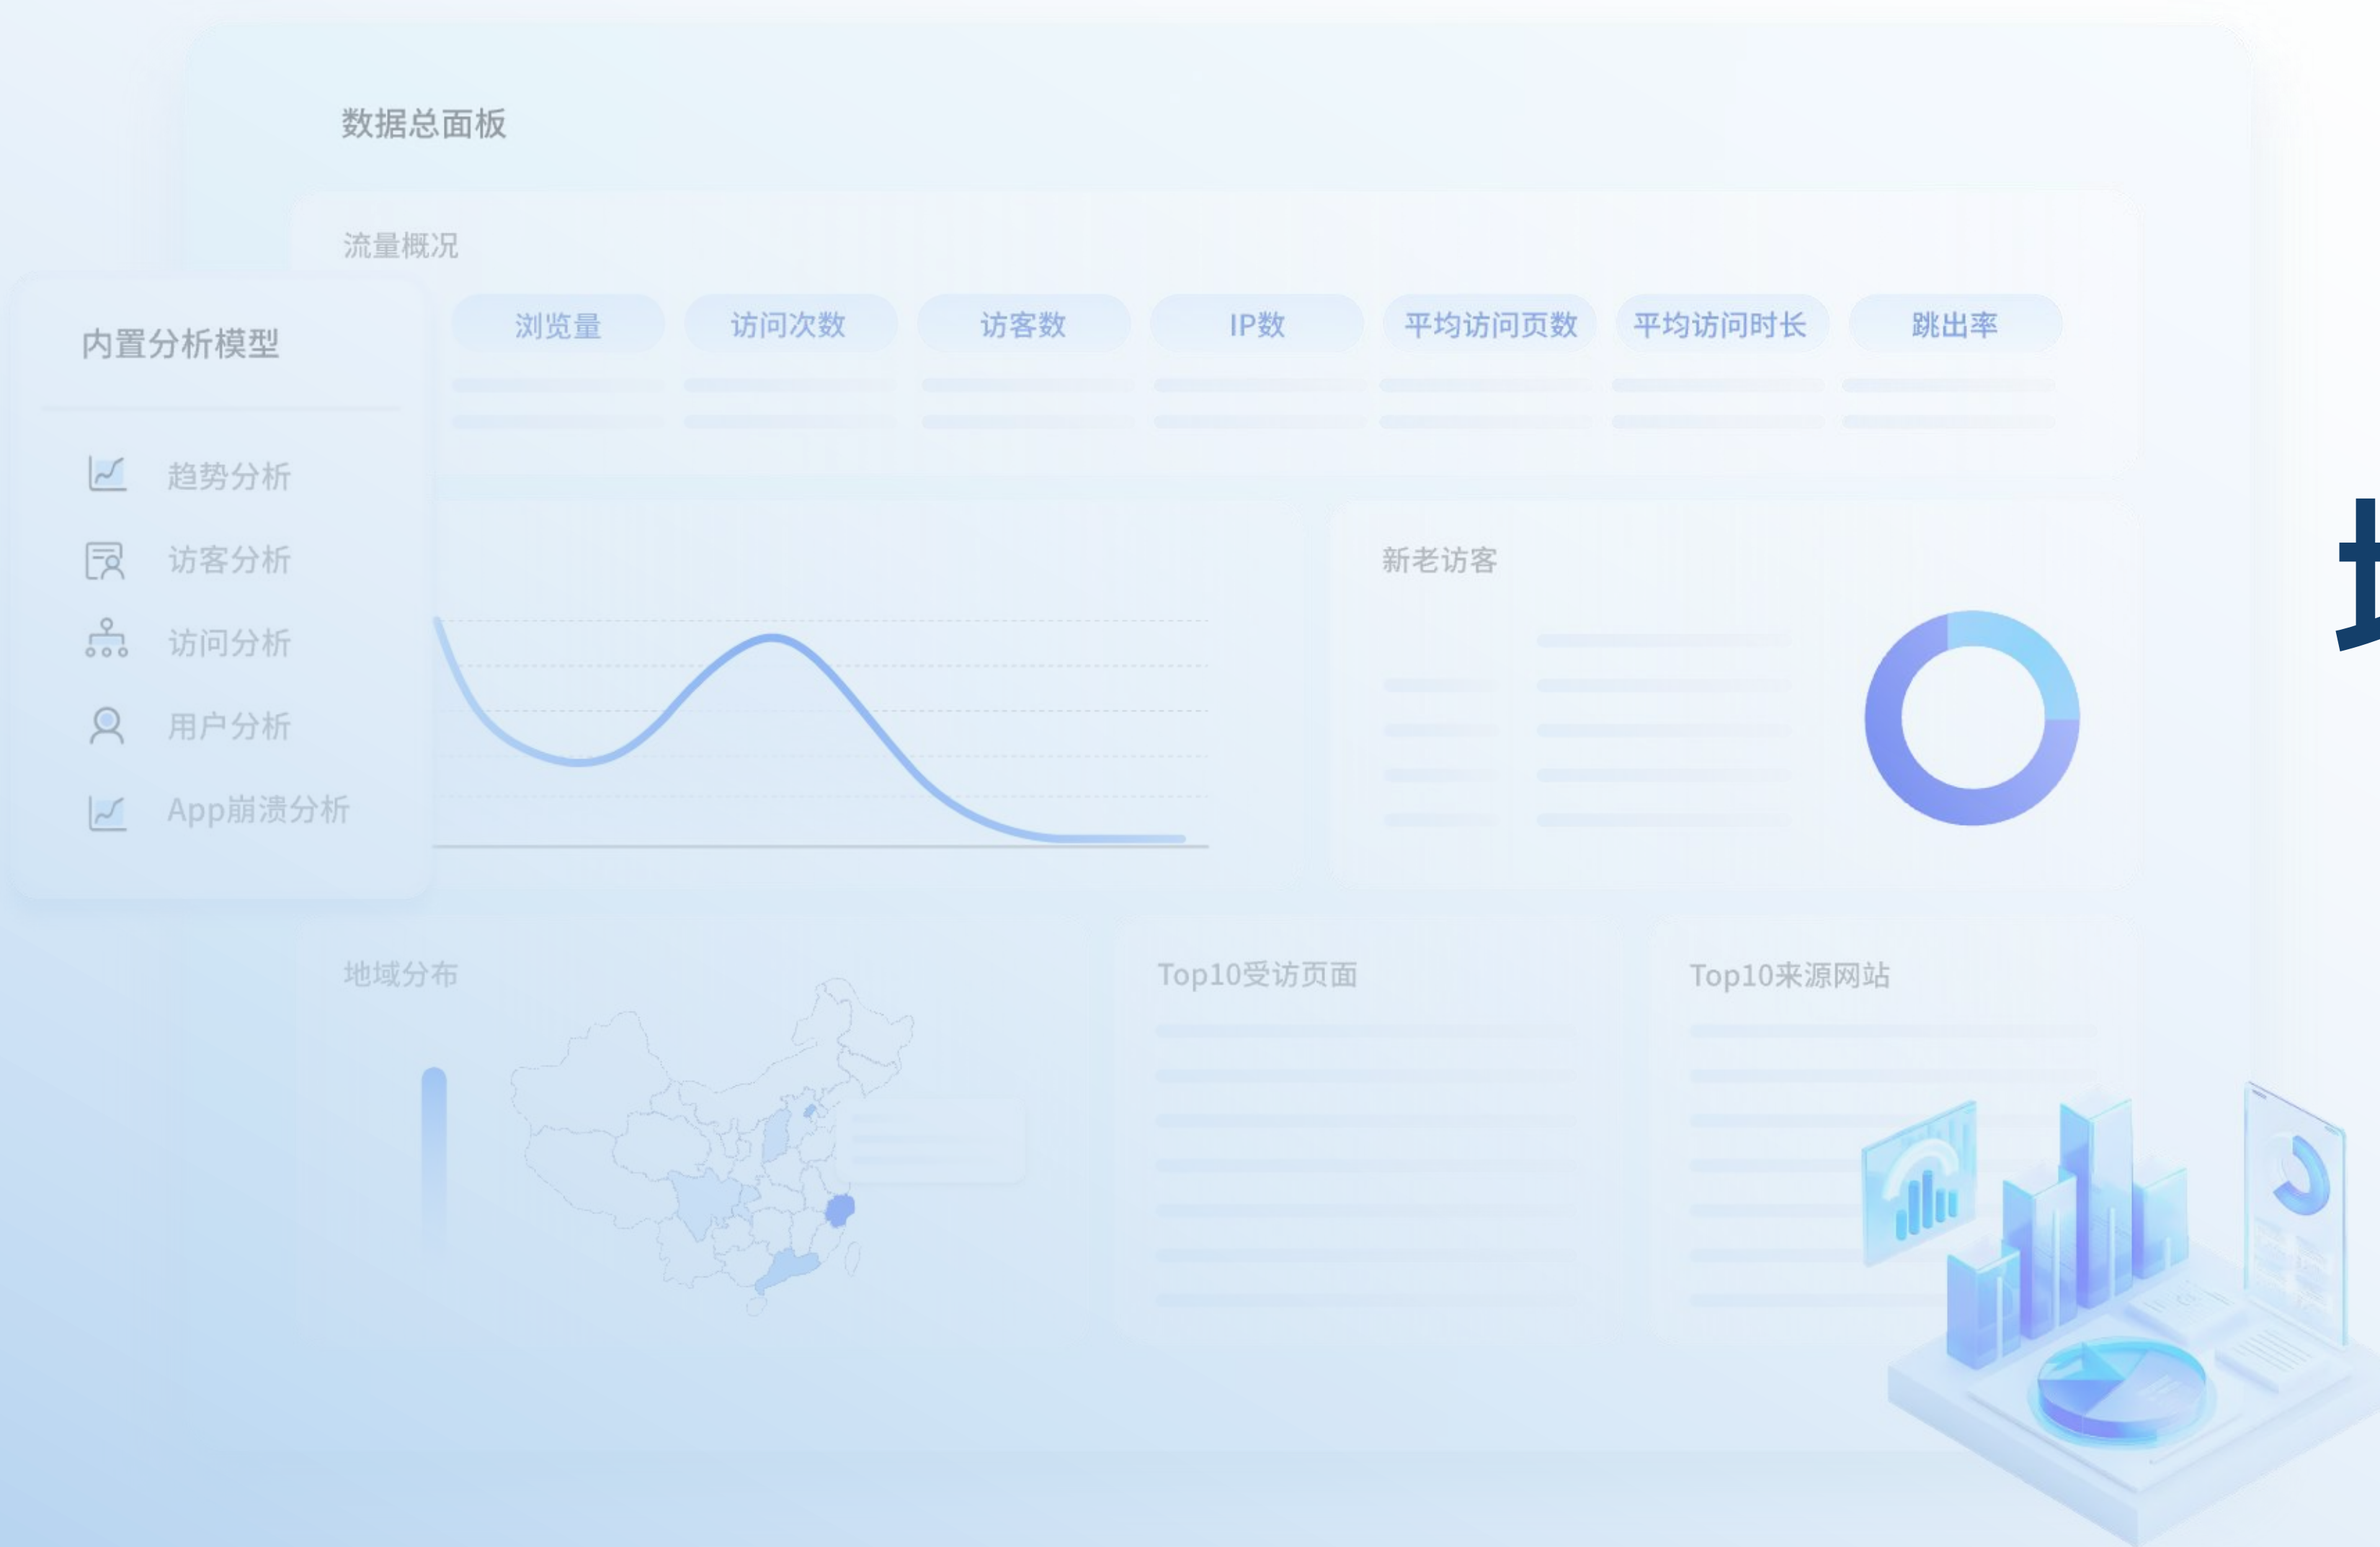 数据总面板
流量概况
浏览量 访问次数 访客数 IP数 平均访问页数 平均访问时长 跳出率
内置分析模型
趋势分析
访客分析
访问分析
用户分析
App崩溃分析
新老访客
地域分布
Top10受访页面
Top10来源网站